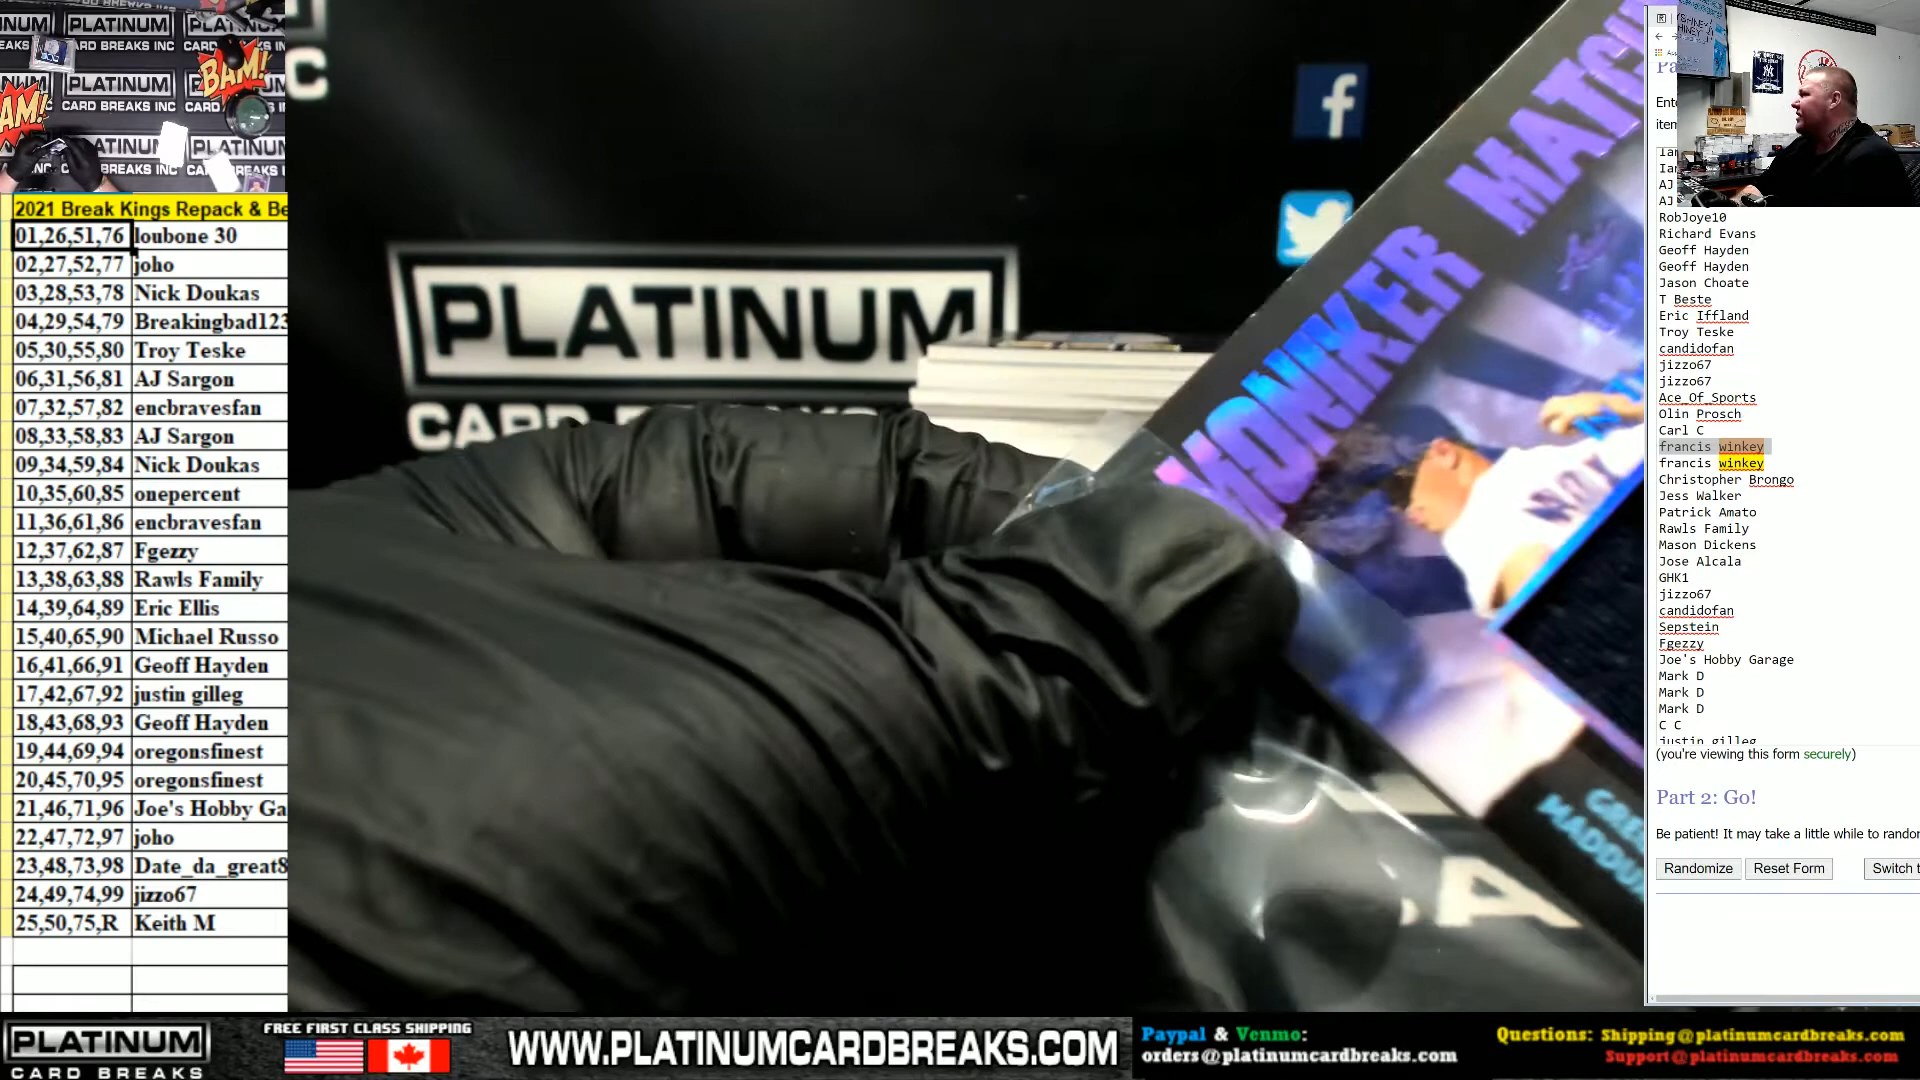 PLATINUM
CARD BREAKS INC
BAM!
2021 Break Kings Repack & Be
01,26,51,76 loubone 30
02,27,52,77 joho
03,28,53,78 Nick Doukas
04,29,54,79 Breakingbad123
05,30,55,80 Troy Teske
06,31,56,81 AJ Sargon
07,32,57,82 encbravesfan
08,33,58,83 AJ Sargon
09,34,59,84 Nick Doukas
10,35,60,85 onepercent
11,36,61,86 encbravesfan
12,37,62,87 Fgezzy
13,38,63,88 Rawls Family
14,39,64,89 Eric Ellis
15,40,65,90 Michael Russo
16,41,66,91 Geoff Hayden
17,42,67,92 justin gilleg
18,43,68,93 Geoff Hayden
19,44,69,94 oregonsfinest
20,45,70,95 oregonsfinest
21,46,71,96 Joe's Hobby Ga
22,47,72,97 joho
23,48,73,98 Date_da_great8
24,49,74,99 jizzo67
25,50,75,R Keith M
PLATINUM
MONIKER
AJ
AJ
RobJoye10
Richard Evans
Geoff Hayden
Geoff Hayden
Jason Choate
T Beste
Eric Iffland
Troy Teske
candidofan
jizzo67
jizzo67
Ace_Of_Sports
Olin Prosch
Carl C
francis winkey
francis winkey
Christopher Brongo
Jess Walker
Patrick Amato
Rawls Family
Mason Dickens
Jose Alcala
GHK1
jizzo67
candidofan
Sepstein
Fgezzy
Joe's Hobby Garage
Mark D
Mark D
Mark D
C C
justin gilleg
(you're viewing this form securely)
Part 2: Go!
Be patient! It may take a little while to randor
Randomize Reset Form Switch t
PLATINUM
CARD BREAKS
FREE FIRST CLASS SHIPPING
WWW.PLATINUMCARDBREAKS.COM
Paypal & Venmo:
orders@platinumcardbreaks.com
Questions: Shipping@platinumcardbreaks.com
Support@platinumcardbreaks.com